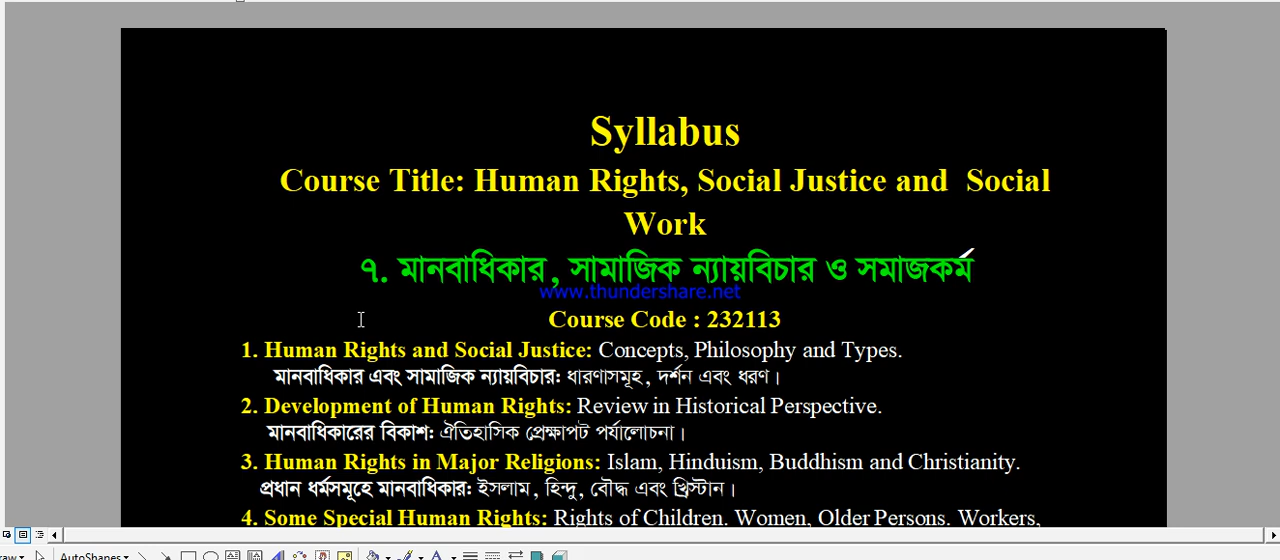 Syllabus
Course Title: Human Rights, Social Justice and Social
Work
৭. মানবাধিকার, সামাজিক ন্যায়বিচার ও সমাজকর্ম
www.thundershare.net
Course Code : 232113
1. Human Rights and Social Justice: Concepts, Philosophy and Types.
মানবাধিকার এবং সামাজিক ন্যায়বিচার: ধারণাসমূহ, দর্শন এবং ধরণ।
2. Development of Human Rights: Review in Historical Perspective.
মানবাধিকারের বিকাশ: ঐতিহাসিক প্রেক্ষাপট পর্যালোচনা।
3. Human Rights in Major Religions: Islam, Hinduism, Buddhism and Christianity.
প্রধান ধর্মসমূহে মানবাধিকার: ইসলাম, হিন্দু, বৌদ্ধ এবং খ্রিস্টান।
4. Some Special Human Rights: Rights of Children, Women, Older Persons, Workers,
AutoShapes